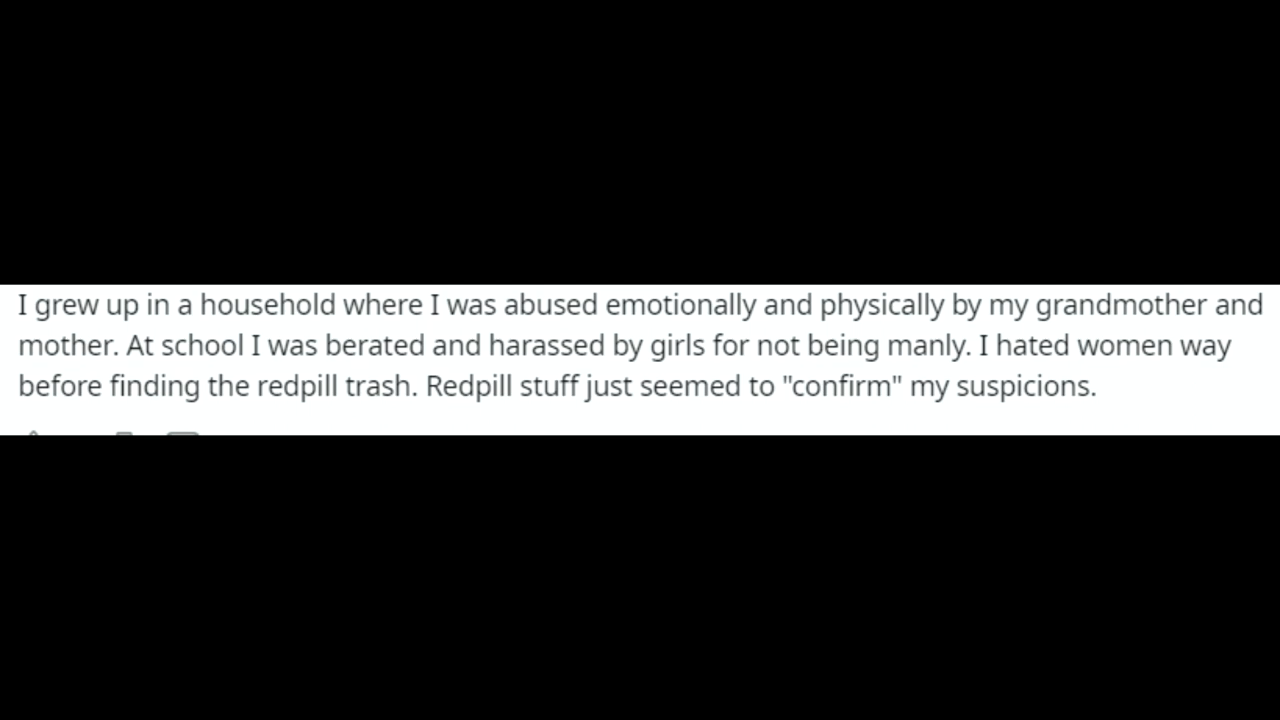 I grew up in a household where I was abused emotionally and physically by my grandmother and
mother. At school I was berated and harassed by girls for not being manly. I hated women way
before finding the redpill trash. Redpill stuff just seemed to "confirm" my suspicions.